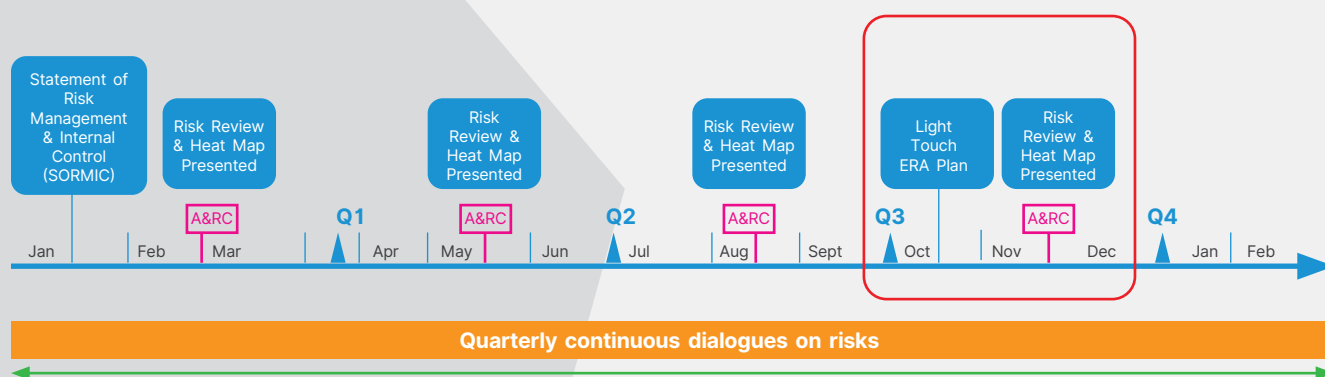 Statement of
Risk
Management
& Internal
Control
(SORMIC)
Risk Review
& Heat Map
Presented
Risk
Review &
Heat Map
Presented
Risk Review
& Heat Map
Presented
Light
Touch
ERA Plan
Risk
Review &
Heat Map
Presented
A&RC
Q1
A&RC
Q2
A&RC
Q3
A&RC
Q4
Jan
Feb
Mar
Apr
May
Jun
Jul
Aug
Sept
Oct
Nov
Dec
Jan
Feb
Quarterly continuous dialogues on risks